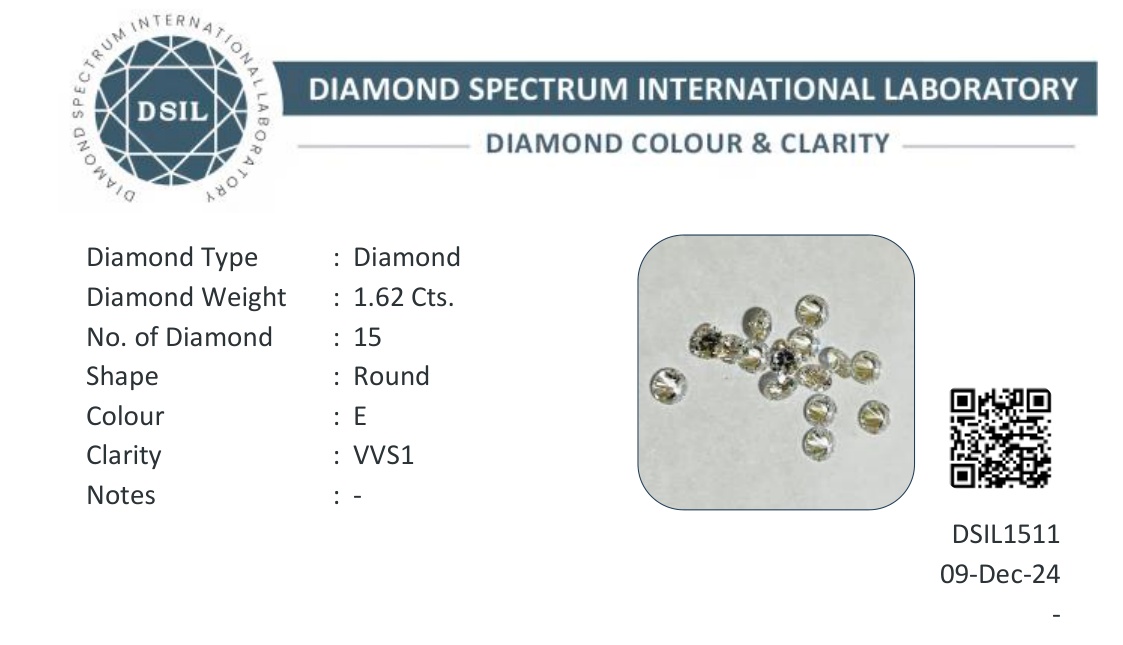 DIAMOND SPECTRUM INTERNATIONAL LABORATORY
DSIL
DIAMOND SPECTRUM INTERNATIONAL LABORATORY
DIAMOND COLOUR & CLARITY
Diamond Type : Diamond
Diamond Weight : 1.62 Cts.
No. of Diamond : 15
Shape : Round
Colour : E
Clarity : VVS1
Notes : -
DSIL1511
09-Dec-24
-